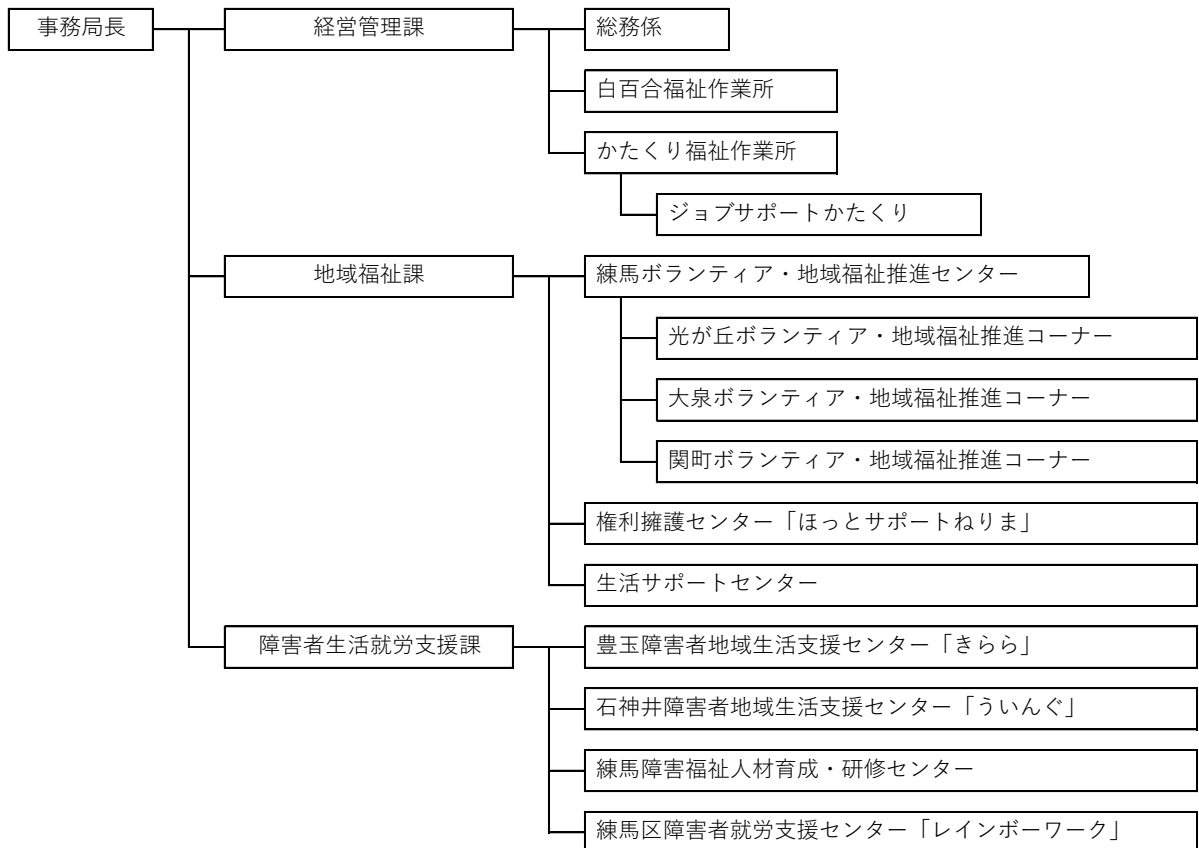 事務局長
経営管理課
総務係
白百合福祉作業所
かたくり福祉作業所
ジョブサポートかたくり
地域福祉課
練馬ボランティア・地域福祉推進センター
光が丘ボランティア・地域福祉推進コーナー
大泉ボランティア・地域福祉推進コーナー
関町ボランティア・地域福祉推進コーナー
権利擁護センター「ほっとサポートねりま」
生活サポートセンター
障害者生活就労支援課
豊玉障害者地域生活支援センター「きらら」
石神井障害者地域生活支援センター「ういんぐ」
練馬障害福祉人材育成・研修センター
練馬区障害者就労支援センター「レインボーワーク」